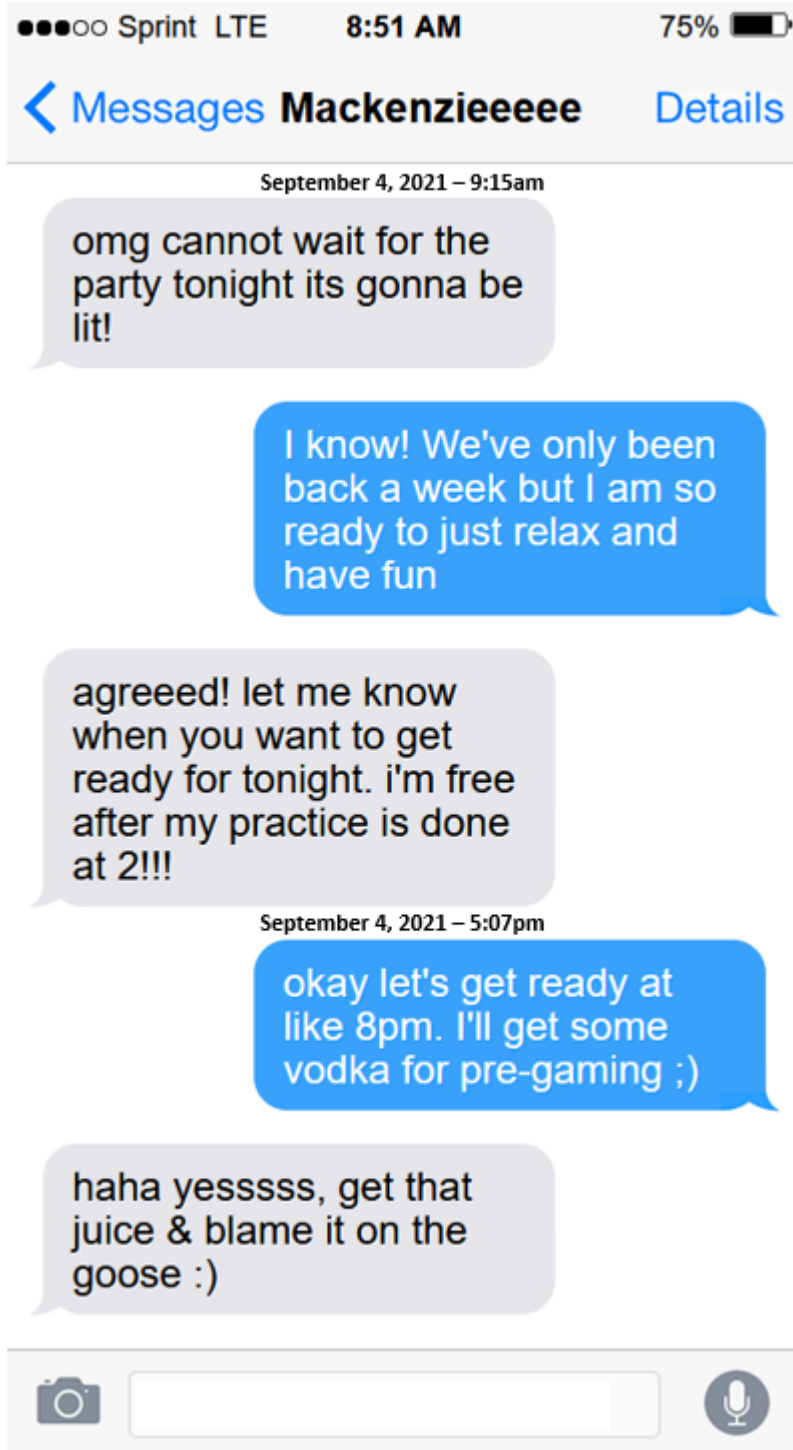 Sprint LTE 8:51 AM 75%
Messages Mackenzieeeee Details
September 4, 2021 – 9:15am
omg cannot wait for the
party tonight its gonna be
lit!
I know! We've only been
back a week but I am so
ready to just relax and
have fun
agreeed! let me know
when you want to get
ready for tonight. i'm free
after my practice is done
at 2!!!
September 4, 2021 – 5:07pm
okay let's get ready at
like 8pm. I'll get some
vodka for pre-gaming ;)
haha yesssss, get that
juice & blame it on the
goose :)